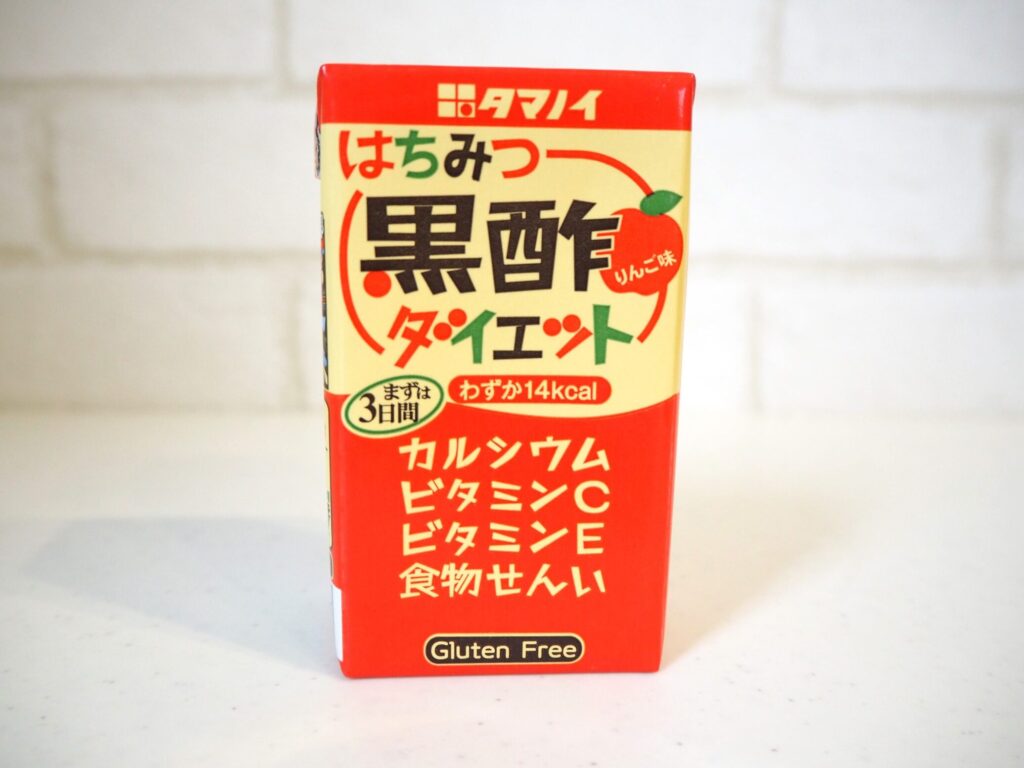 タマノイ
はちみつ
黒酢
りんご味
ダイエット
まずは
3日間
わずか14kcal
カルシウム
ビタミンC
ビタミンE
食物せんい
Gluten Free